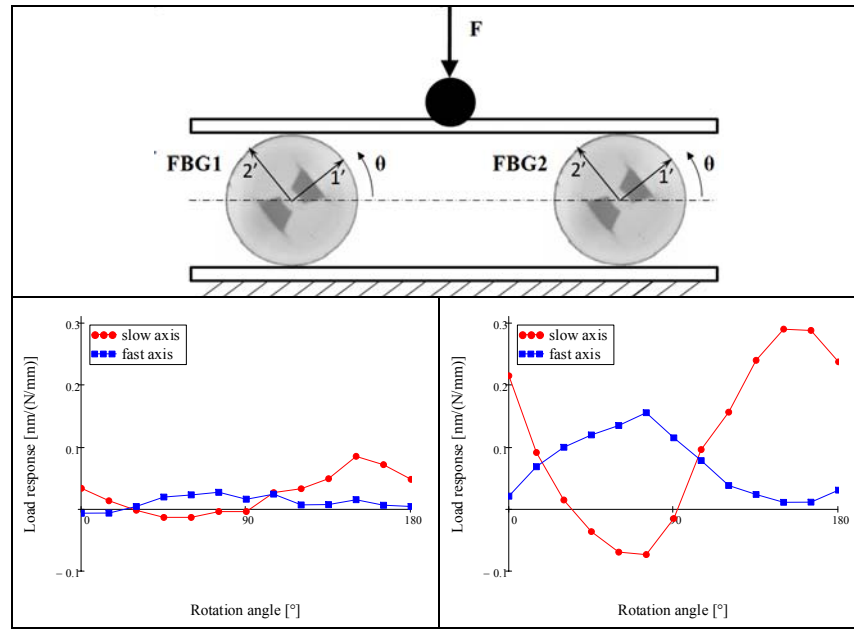 F
FBG1
2'
1'
θ
FBG2
2'
1'
θ
0.3
slow axis
fast axis
0.2
0.1
0
90
180
– 0.1
Load response [nm/(N/mm)]
Rotation angle [°]
0.3
slow axis
fast axis
0.2
0.1
0
90
180
– 0.1
Load response [nm/(N/mm)]
Rotation angle [°]